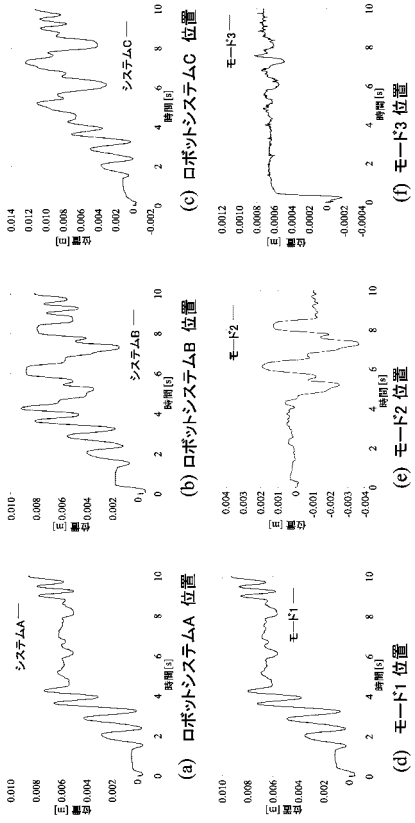 システムA
0.010
0.008
0.006
0.004
0.002
0
位置[m]
0 2 4 6 8 10
時間[s]
(a) ロボットシステムA 位置
システムB
0.010
0.008
0.006
0.004
0.002
0
位置[m]
0 2 4 6 8 10
時間[s]
(b) ロボットシステムB 位置
システムC
0.014
0.012
0.010
0.008
0.006
0.004
0.002
0
-0.002
位置[m]
0 2 4 6 8 10
時間[s]
(c) ロボットシステムC 位置
モード1
0.010
0.008
0.006
0.004
0.002
0
位置[m]
0 2 4 6 8 10
時間[s]
(d) モード1 位置
モード2
0.004
0.003
0.002
0.001
0
-0.001
-0.002
-0.003
-0.004
位置[m]
0 2 4 6 8 10
時間[s]
(e) モード2 位置
モード3
0.0012
0.0010
0.0008
0.0006
0.0004
0.0002
0
-0.0002
-0.0004
位置[m]
0 2 4 6 8 10
時間[s]
(f) モード3 位置